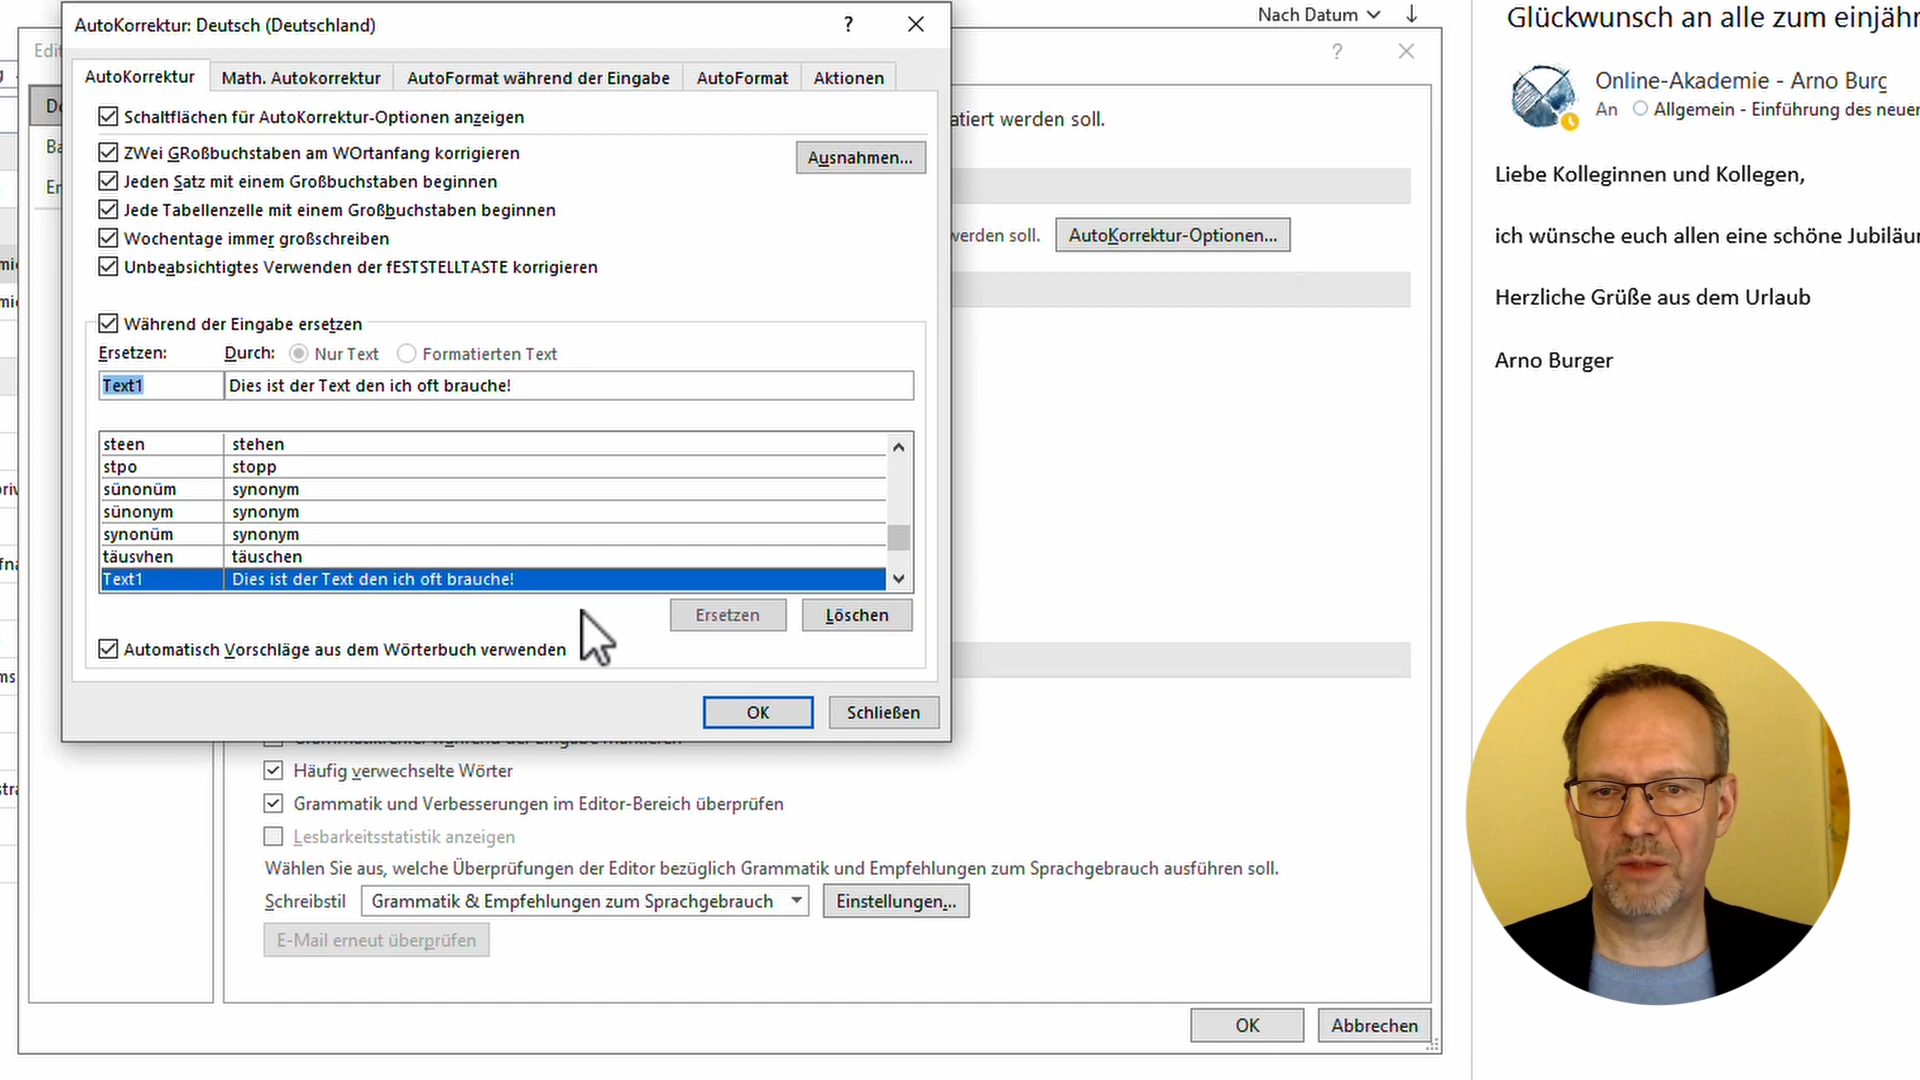 AutoKorrektur: Deutsch (Deutschland)
?
AutoKorrektur
Math. Autokorrektur
AutoFormat während der Eingabe
AutoFormat
Aktionen
Schaltflächen für AutoKorrektur-Optionen anzeigen
ZWei GRoßbuchstaben am WOrtanfang korrigieren
Ausnahmen...
Jeden Satz mit einem Großbuchstaben beginnen
Jede Tabellenzelle mit einem Großbuchstaben beginnen
Wochentage immer großschreiben
Unbeabsichtigtes Verwenden der fESTSTELLTASTE korrigieren
Während der Eingabe ersetzen
Ersetzen: Durch: Nur Text Formatierten Text
Text1 Dies ist der Text den ich oft brauche!
steen stehen
stpo stopp
sünonüm synonym
sünonym synonym
synonüm synonym
täusvhen täuschen
Text1 Dies ist der Text den ich oft brauche!
Ersetzen Löschen
Automatisch Vorschläge aus dem Wörterbuch verwenden
OK Schließen
Nach Datum
?
werden soll.
AutoKorrektur-Optionen...
Häufig verwechselte Wörter
Grammatik und Verbesserungen im Editor-Bereich überprüfen
Lesbarkeitsstatistik anzeigen
Wählen Sie aus, welche Überprüfungen der Editor bezüglich Grammatik und Empfehlungen zum Sprachgebrauch ausführen soll.
Schreibstil Grammatik & Empfehlungen zum Sprachgebrauch Einstellungen...
E-Mail erneut überprüfen
OK Abbrechen
Glückwunsch an alle zum einjähr
Online-Akademie - Arno Burg
An Allgemein - Einführung des neuer
Liebe Kolleginnen und Kollegen,
ich wünsche euch allen eine schöne Jubiläu
Herzliche Grüße aus dem Urlaub
Arno Burger